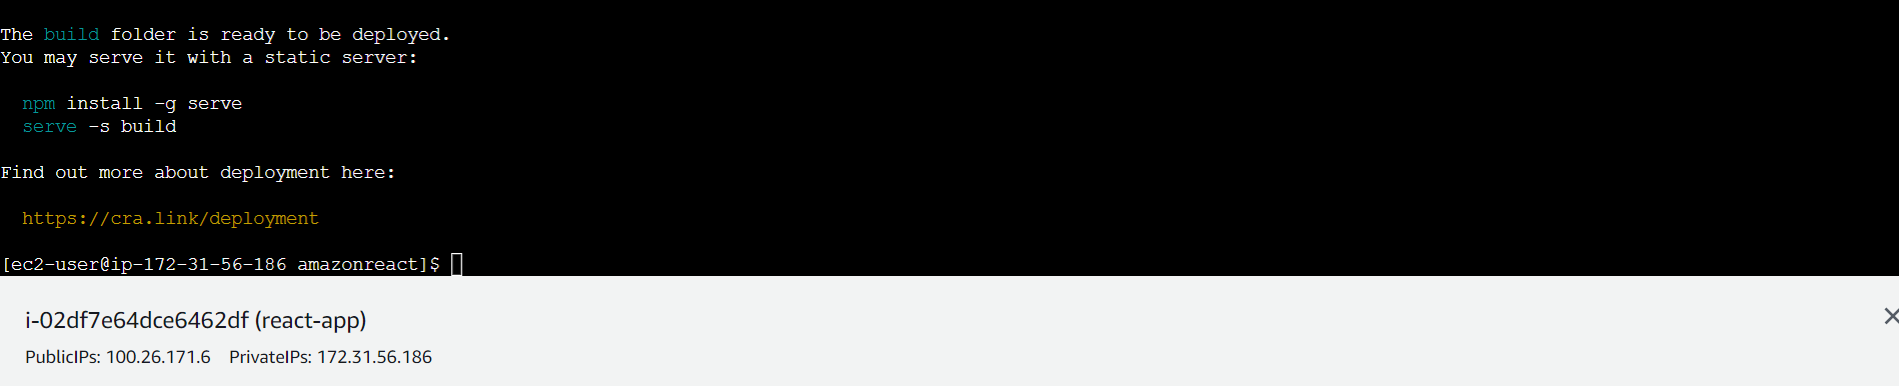 The build folder is ready to be deployed.
You may serve it with a static server:
npm install -g serve
serve -s build
Find out more about deployment here:
https://cra.link/deployment
[ec2-user@ip-172-31-56-186 amazonreact]$
i-02df7e64dce6462df (react-app)
PublicIPs: 100.26.171.6 PrivateIPs: 172.31.56.186